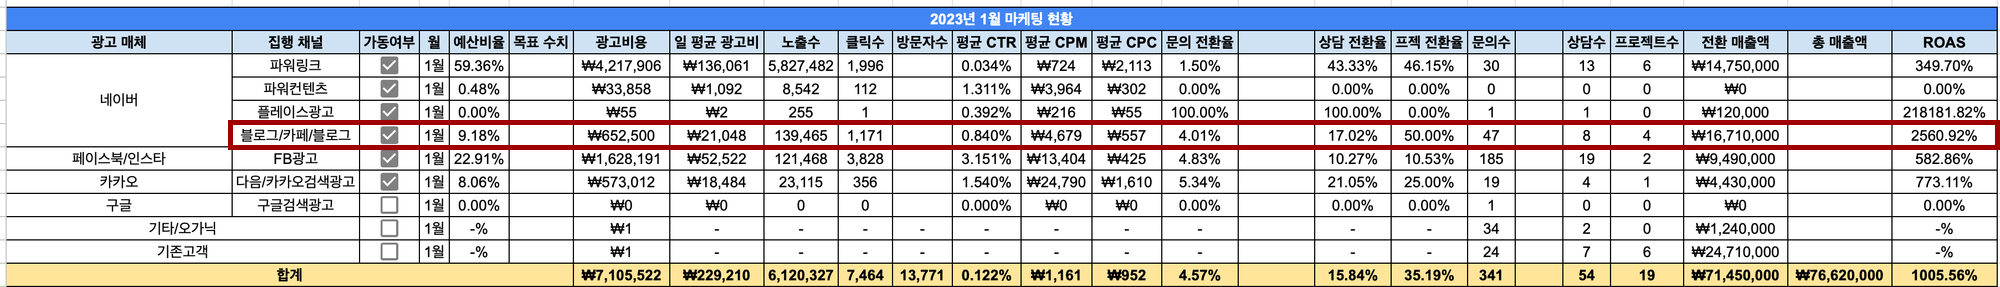 2023년 1월 마케팅 현황
광고 매체 집행 채널 가동여부 월 예산비율 목표 수치 광고비용 일 평균 광고비 노출수 클릭수 방문자수 평균 CTR 평균 CPM 평균 CPC 문의 전환율 상담 전환율 프젝 전환율 문의수 상담수 프로젝트수 전환 매출액 총 매출액 ROAS
네이버 파워링크 1월 59.36% ₩4,217,906 ₩136,061 5,827,482 1,996 0.034% ₩724 ₩2,113 1.50% 43.33% 46.15% 30 13 6 ₩14,750,000 349.70%
파워컨텐츠 1월 0.48% ₩33,858 ₩1,092 8,542 112 1.311% ₩3,964 ₩302 0.00% 0.00% 0.00% 0 0 0 ₩0 0.00%
플레이스광고 1월 0.00% ₩55 ₩2 255 1 0.392% ₩216 ₩55 100.00% 100.00% 0.00% 1 1 0 ₩120,000 218181.82%
블로그/카페/블로그 1월 9.18% ₩652,500 ₩21,048 139,465 1,171 0.840% ₩4,679 ₩557 4.01% 17.02% 50.00% 47 8 4 ₩16,710,000 2560.92%
페이스북/인스타 FB광고 1월 22.91% ₩1,628,191 ₩52,522 121,468 3,828 3.151% ₩13,404 ₩425 4.83% 10.27% 10.53% 185 19 2 ₩9,490,000 582.86%
카카오 다음/카카오검색광고 1월 8.06% ₩573,012 ₩18,484 23,115 356 1.540% ₩24,790 ₩1,610 5.34% 21.05% 25.00% 19 4 1 ₩4,430,000 773.11%
구글 구글검색광고 1월 0.00% ₩0 ₩0 0 0 0.000% ₩0 ₩0 0.00% 0.00% 0.00% 1 0 0 ₩0 0.00%
기타/오가닉 1월 -% ₩1 - - - - - - - - - - 34 2 0 ₩1,240,000 -%
기존고객 1월 -% ₩1 - - - - - - - - - - 24 7 6 ₩24,710,000 -%
합계 ₩7,105,522 ₩229,210 6,120,327 7,464 13,771 0.122% ₩1,161 ₩952 4.57% 15.84% 35.19% 341 54 19 ₩71,450,000 ₩76,620,000 1005.56%